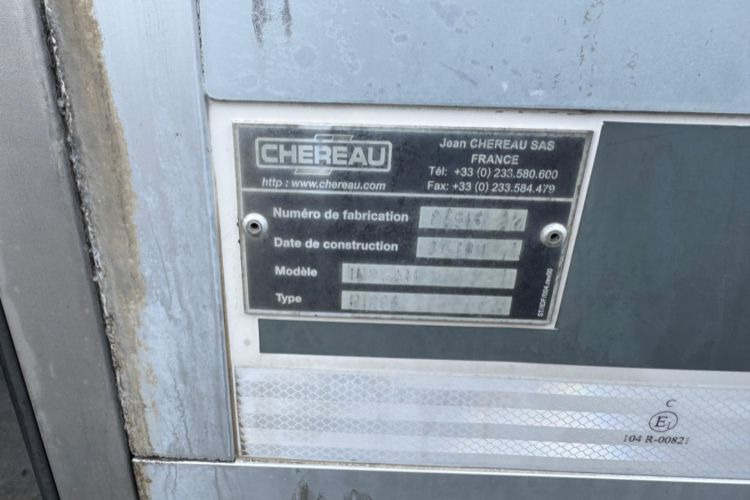 CHEREAU
http : www.chereau.com
Jean CHEREAU SAS
FRANCE
Tél: +33 (0) 233.580.600
Fax: +33 (0) 233.584.479
Numéro de fabrication
Date de construction
Modèle
Type
C
E1
104 R-00821